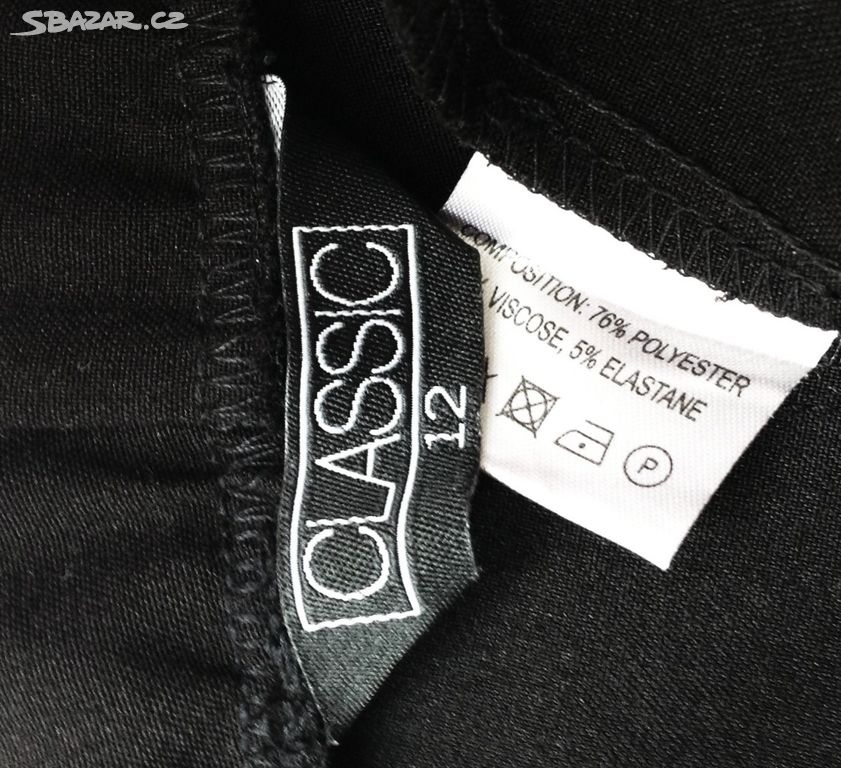 SBAZAR.CZ
CLASSIC
12
COMPOSITION: 76% POLYESTER
VISCOSE, 5% ELASTANE
P